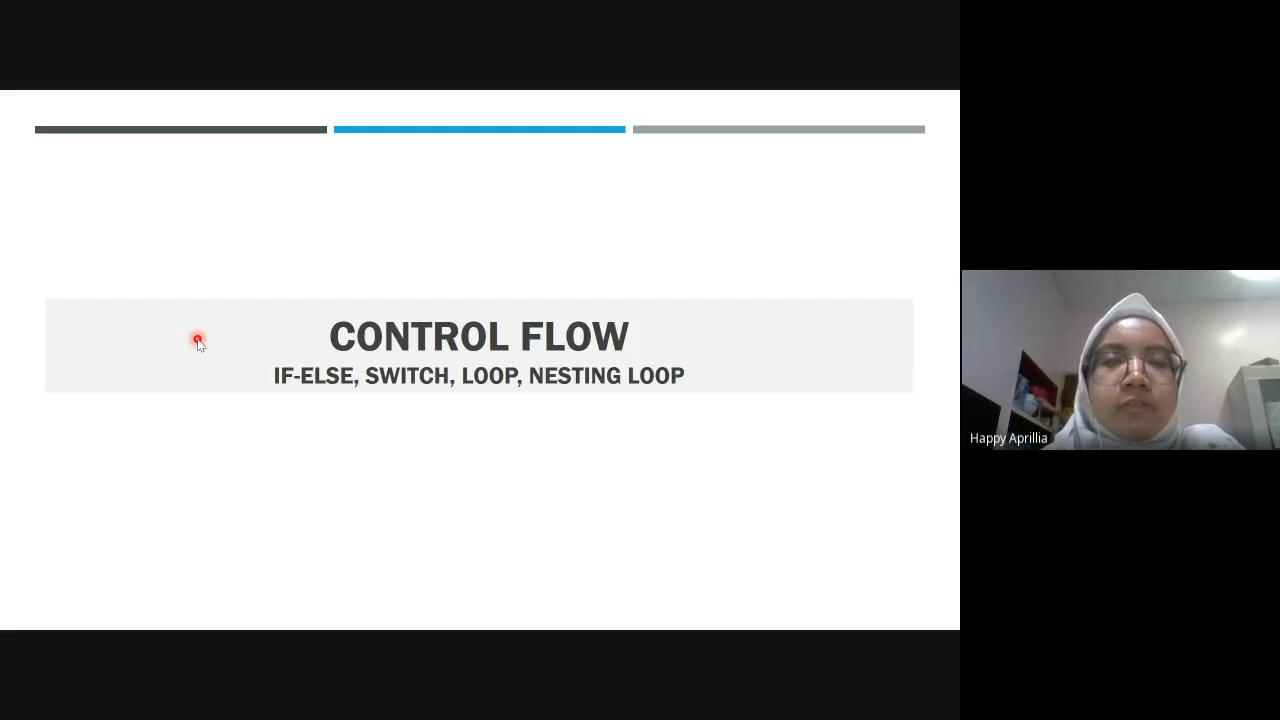 CONTROL FLOW
IF-ELSE, SWITCH, LOOP, NESTING LOOP
Happy Aprillia